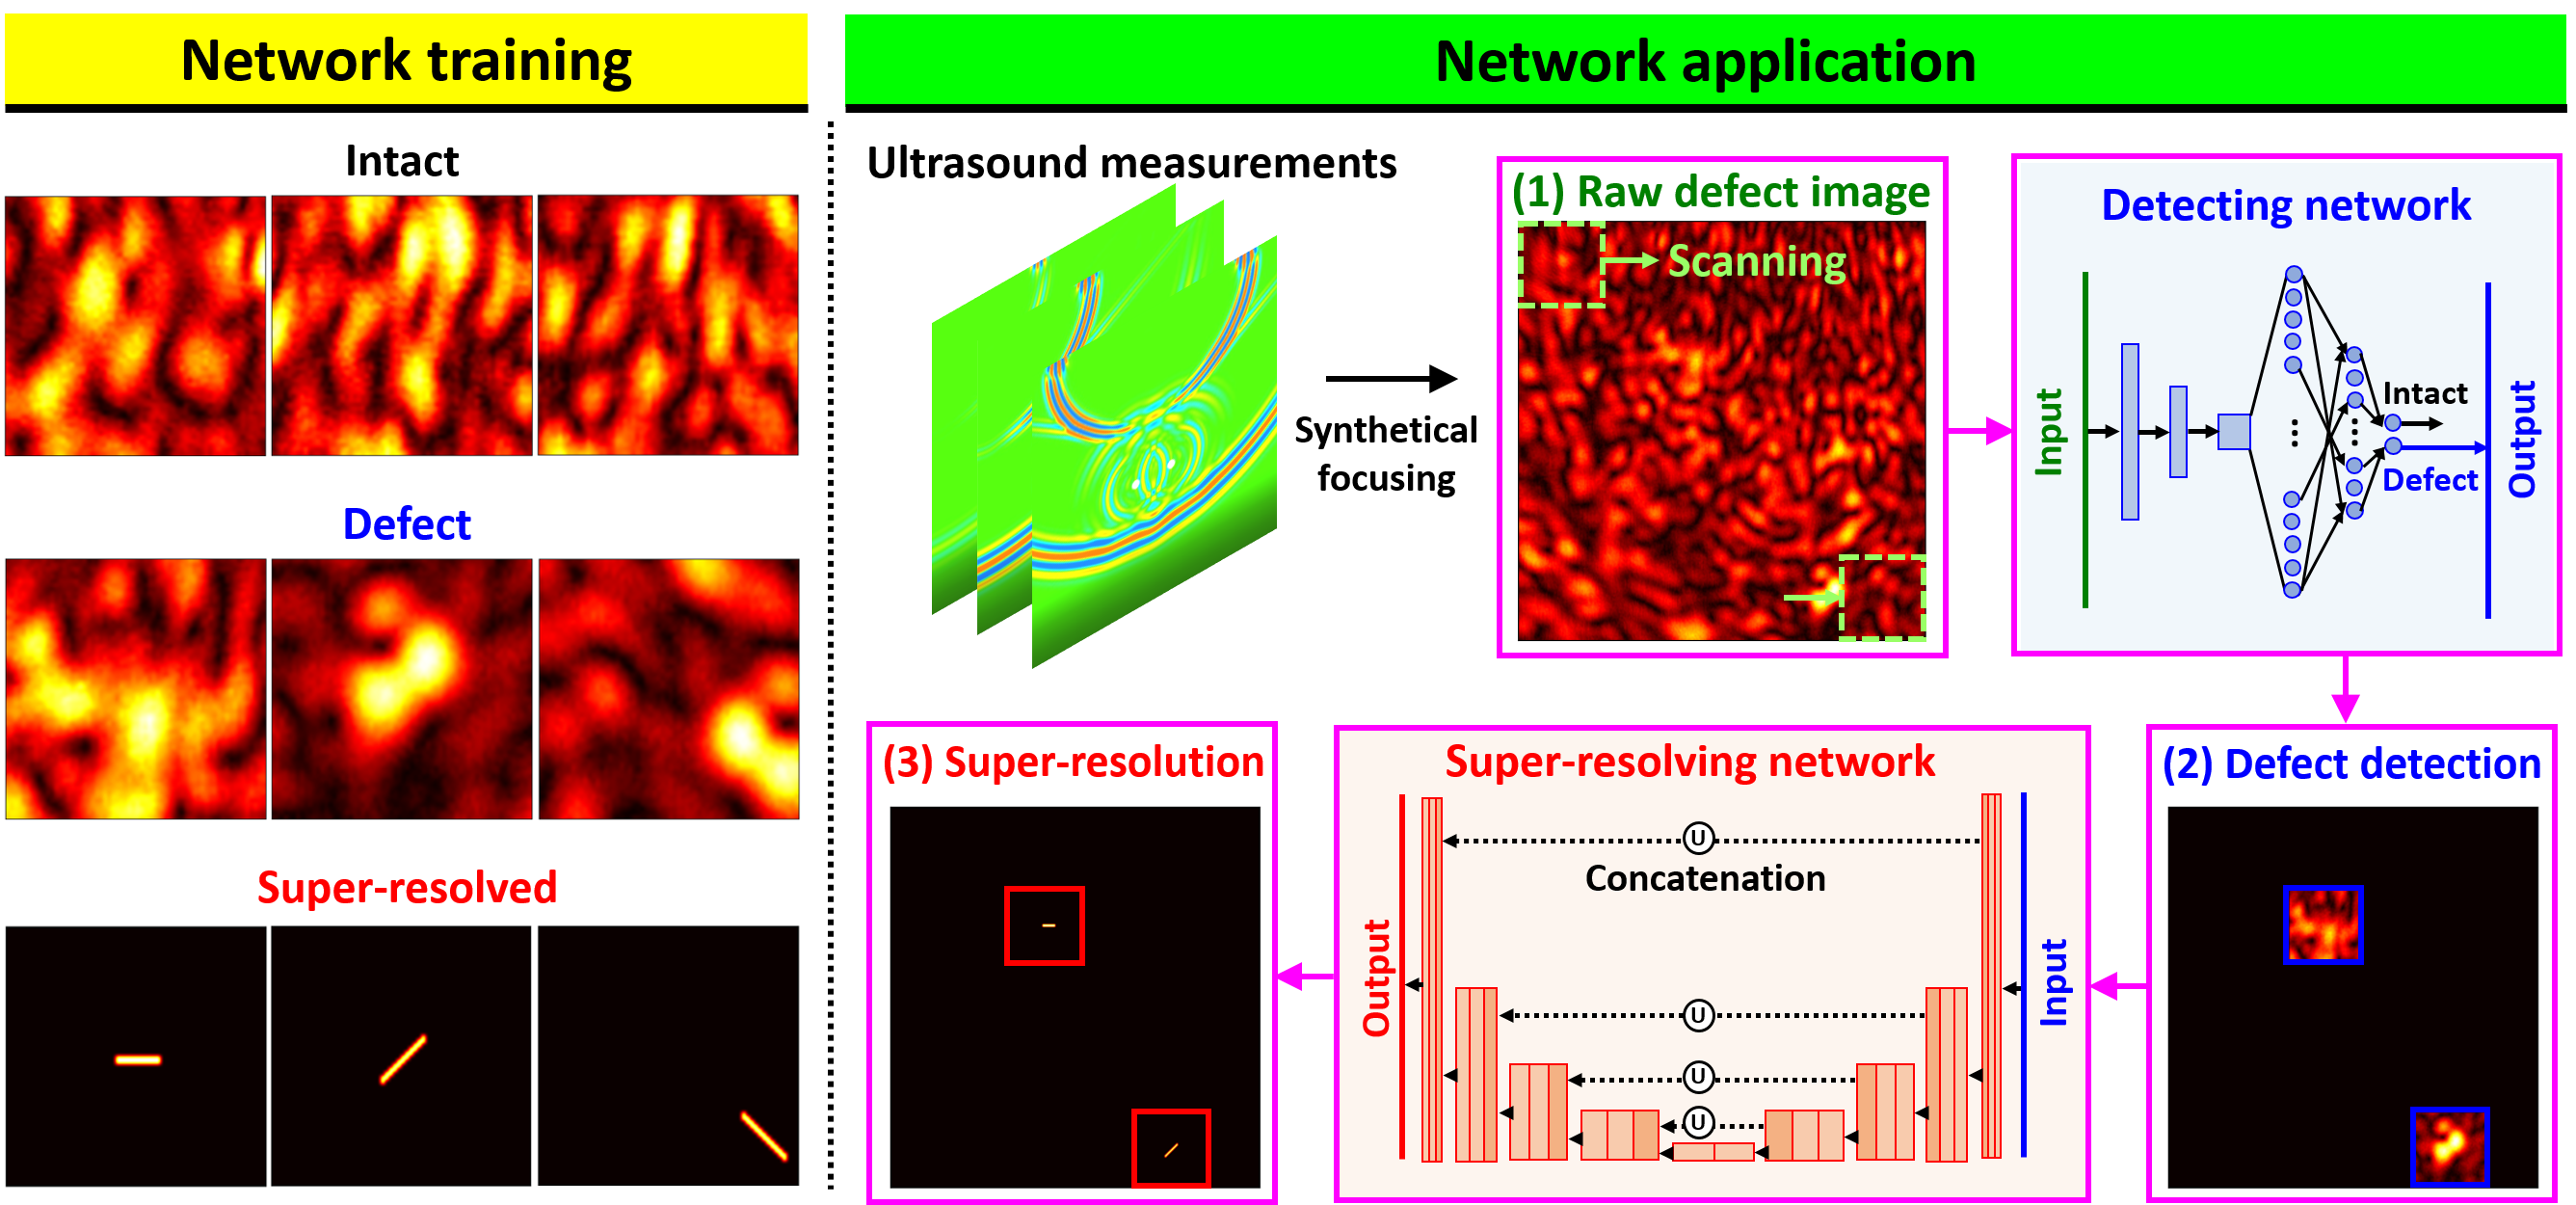 Network training
Network application
Intact
Defect
Super-resolved
Ultrasound measurements
Synthetical
focusing
(1) Raw defect image
Scanning
Detecting network
Input
Intact
Defect
Output
(2) Defect detection
Super-resolving network
Input
U
Concatenation
U
U
U
Output
(3) Super-resolution